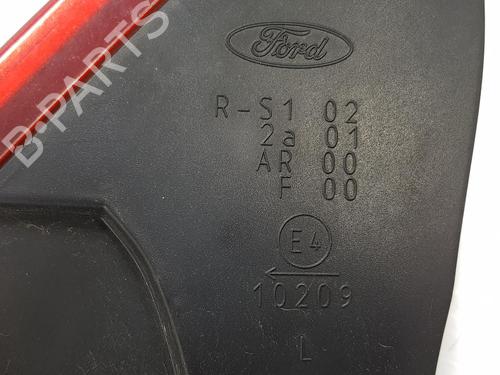 Ford
R-S1 02
2a 01
AR 00
F 00
E4
10209
L
B-PARTS